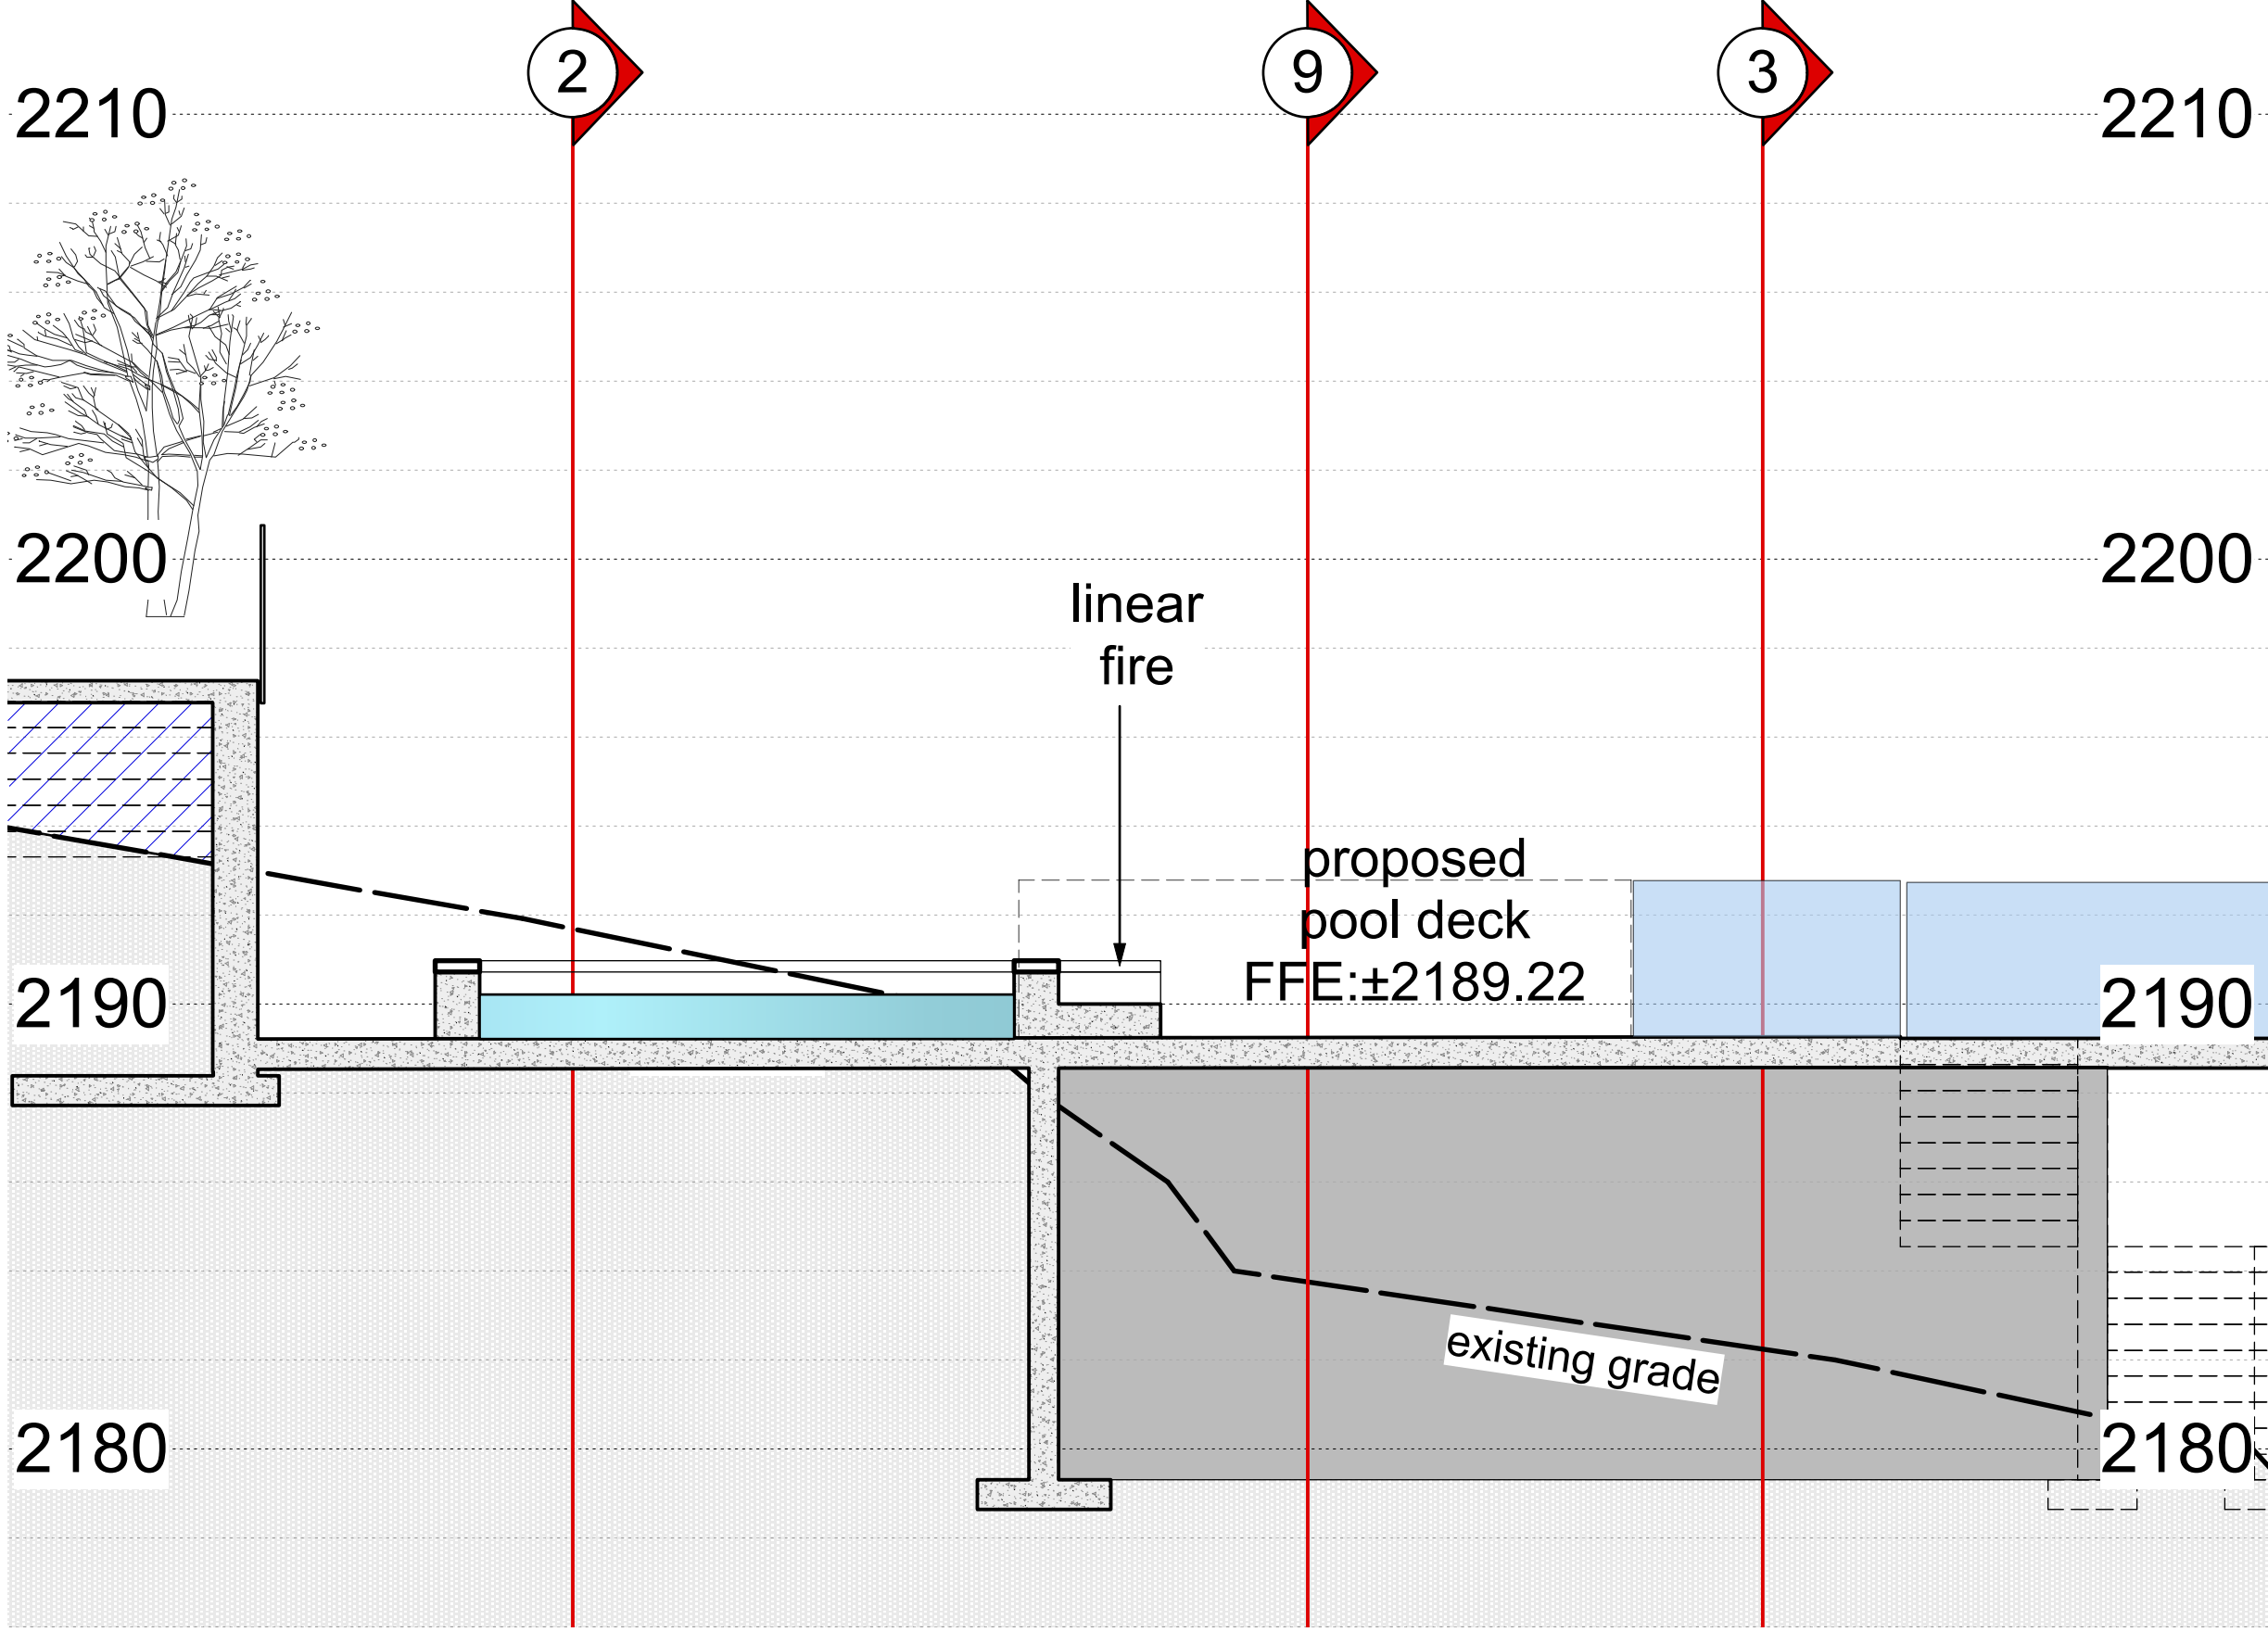 2
9
3
2210
2210
2200
2200
linear
fire
proposed
pool deck
FFE:±2189.22
2190
2190
existing grade
2180
2180